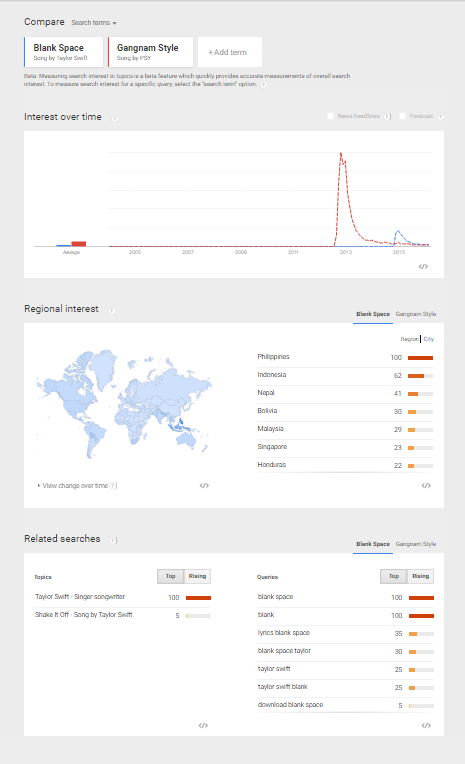 Compare Search terms
Blank Space
Song by Taylor Swift
Gangnam Style
Song by PSY
+Add term
Beta. Measuring search interest in topics is a beta feature which quickly provides accurate measurements of overall search
interest. To measure search interest for a specific query, select the "search term" option. ?
Interest over time ?
News headlines ? Forecast ?
Average 2005 2007 2009 2011 2013 2015
</>
Regional interest ?
Blank Space Gangnam Style
Region | City
Philippines 100
Indonesia 62
Nepal 41
Bolivia 30
Malaysia 29
Singapore 23
Honduras 22
View change over time ?
</>
</>
Related searches ?
Blank Space Gangnam Style
Topics Top Rising
Taylor Swift - Singer-songwriter 100
Shake It Off - Song by Taylor Swift 5
</>
Queries Top Rising
blank space 100
blank 100
lyrics blank space 35
blank space taylor 30
taylor swift 25
taylor swift blank 25
download blank space 5
</>